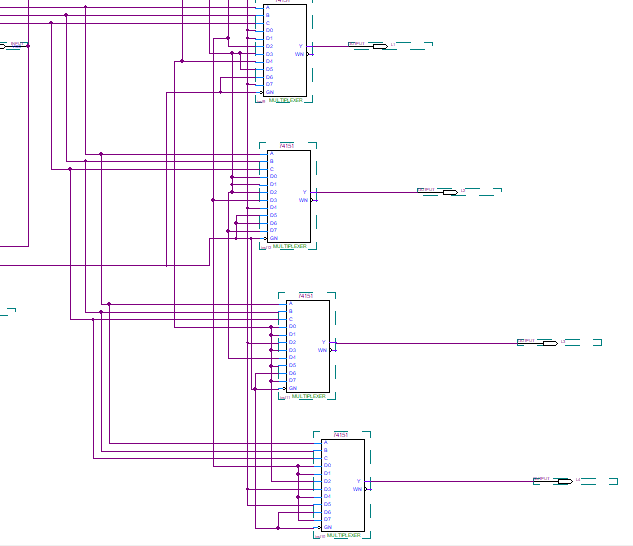 A
B
C
D0
D1
D2
D3
D4
D5
D6
D7
GN
Y
WN
MULTIPLEXER
74151
A
B
C
D0
D1
D2
D3
D4
D5
D6
D7
GN
Y
WN
MULTIPLEXER
74151
A
B
C
D0
D1
D2
D3
D4
D5
D6
D7
GN
Y
WN
MULTIPLEXER
74151
A
B
C
D0
D1
D2
D3
D4
D5
D6
D7
GN
Y
WN
MULTIPLEXER